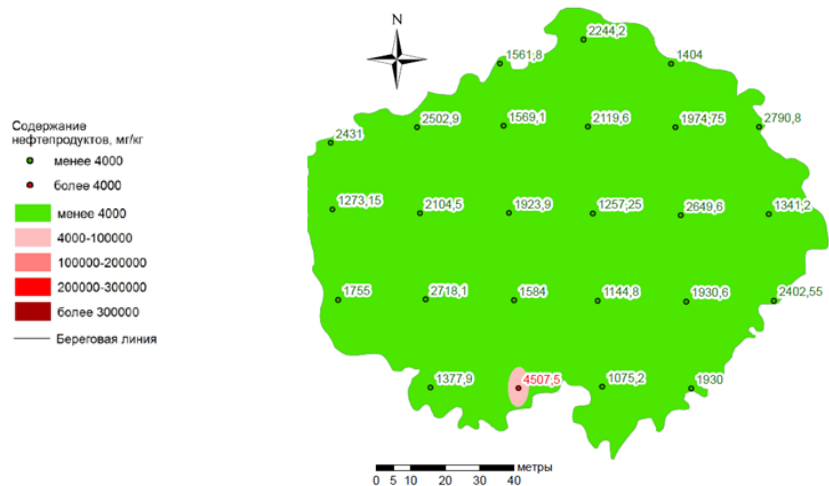 N
2244,2
1561,8
1404
Содержание
нефтепродуктов, мг/кг
менее 4000
более 4000
менее 4000
4000-100000
100000-200000
200000-300000
более 300000
Береговая линия
2431
2502,9
1569,1
2119,6
1974,75
2790,8
1273,15
2104,5
1923,9
1257,25
2649,6
1341,2
1755
2718,1
1584
1144,8
1930,6
2402,55
1377,9
4507,5
1075,2
1930
метры
0 5 10 20 30 40